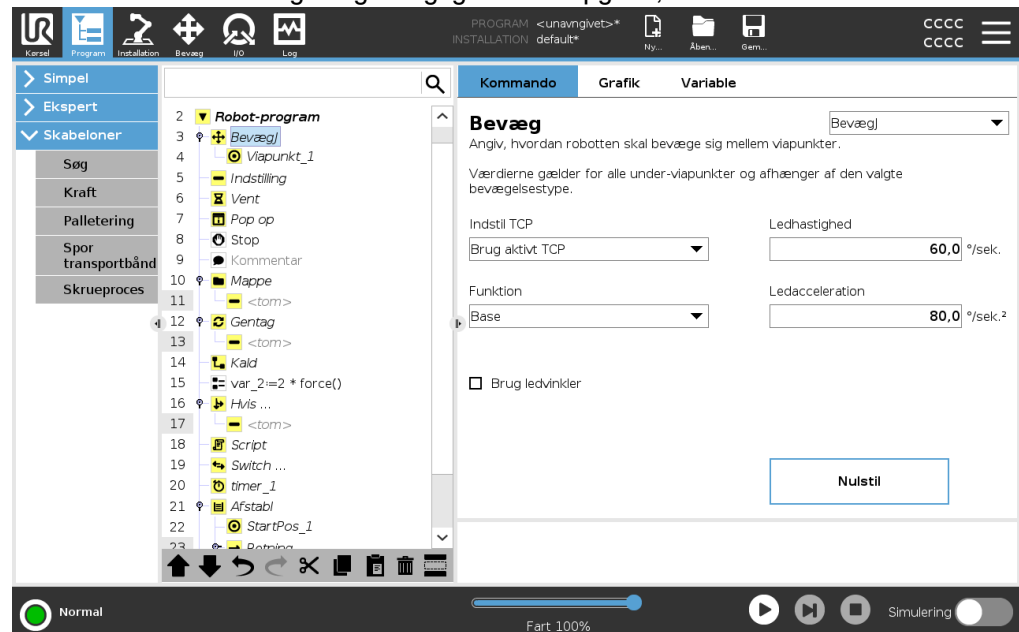 PROGRAM <unavngivet>*
INSTALLATION default*
CCCC
CCCC
UR
Kørsel
Program
Installation
Bevæg
I/O
Log
Ny...
Åben...
Gem...
Simpel
Ekspert
Skabeloner
Søg
Kraft
Palletering
Spor
transportbånd
Skrueproces
2 Robot-program
3 BevægJ
4 Viapunkt_1
5 Indstilling
6 Vent
7 Pop op
8 Stop
9 Kommentar
10 Mappe
11 <tom>
12 Gentag
13 <tom>
14 Kald
15 var_2:=2 * force()
16 Hvis ...
17 <tom>
18 Script
19 Switch ...
20 timer_1
21 Afstabl
22 StartPos_1
23
Kommando
Grafik
Variable
Bevæg
BevægJ
Angiv, hvordan robotten skal bevæge sig mellem viapunkter.
Værdierne gælder for alle under-viapunkter og afhænger af den valgte
bevægelsestype.
Indstil TCP
Ledhastighed
Brug aktivt TCP
60,0 °/sek.
Funktion
Ledacceleration
Base
80,0 °/sek.²
Brug ledvinkler
Nulstil
Normal
Fart 100%
Simulering